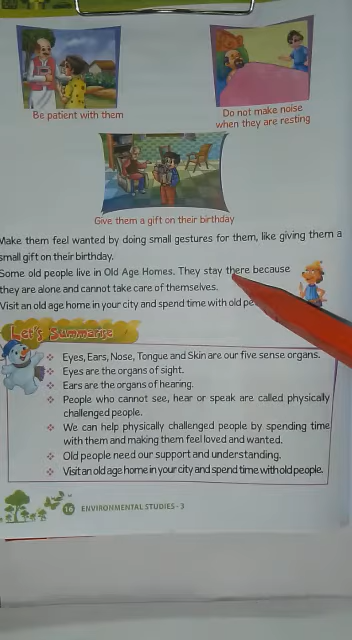 Be patient with them
Do not make noise
when they are resting
Give them a gift on their birthday
Make them feel wanted by doing small gestures for them, like giving them a
small gift on their birthday.
Some old people live in Old Age Homes. They stay there because
they are alone and cannot take care of themselves.
Visit an old age home in your city and spend time with old
Let's Summarise
❖ Eyes, Ears, Nose, Tongue and Skin are our five sense organs.
❖ Eyes are the organs of sight.
❖ Ears are the organs of hearing.
❖ People who cannot see, hear or speak are called physically
challenged people.
❖ We can help physically challenged people by spending time
with them and making them feel loved and wanted.
❖ Old people need our support and understanding.
❖ Visit an old age home in your city and spend time with old people.
16 ENVIRONMENTAL STUDIES - 3